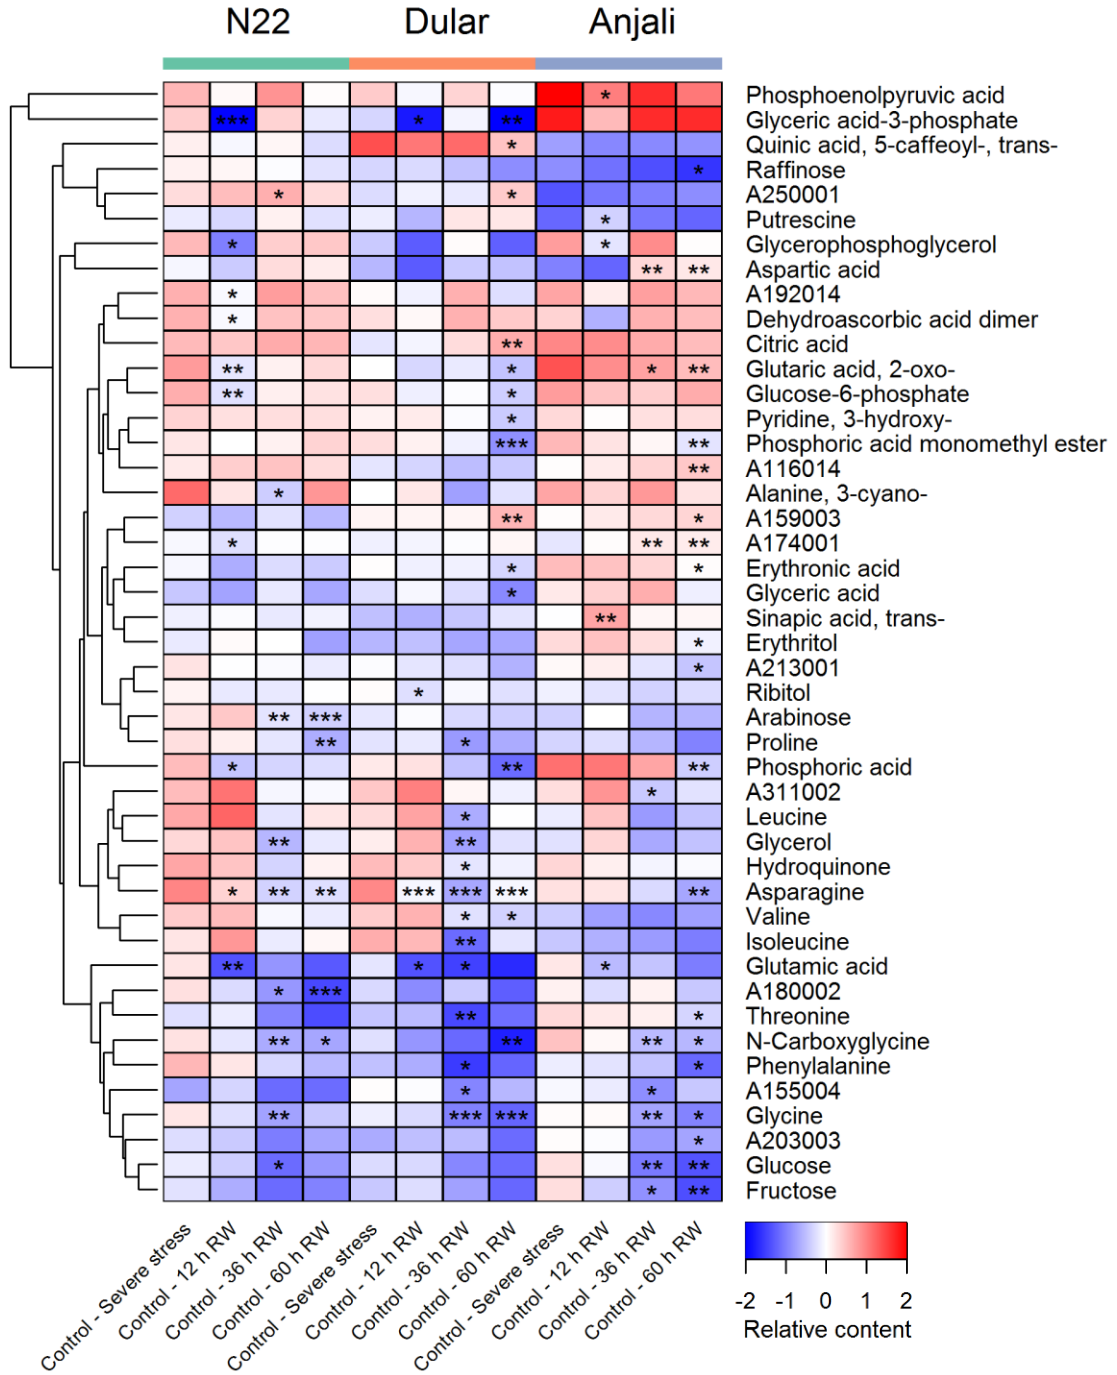 N22 Dular Anjali
Phosphoenolpyruvic acid *
Glyceric acid-3-phosphate *** * **
Quinic acid, 5-caffeoyl-, trans- *
Raffinose *
A250001 * *
Putrescine *
Glycerophosphoglycerol * *
Aspartic acid ** **
A192014 *
Dehydroascorbic acid dimer *
Citric acid **
Glutaric acid, 2-oxo- ** * * **
Glucose-6-phosphate ** *
Pyridine, 3-hydroxy- *
Phosphoric acid monomethyl ester *** **
A116014 **
Alanine, 3-cyano- *
A159003 ** *
A174001 * ** **
Erythronic acid * *
Glyceric acid *
Sinapic acid, trans- **
Erythritol *
A213001 *
Ribitol *
Arabinose ** ***
Proline ** *
Phosphoric acid * ** **
A311002 *
Leucine *
Glycerol ** **
Hydroquinone *
Asparagine * ** ** *** *** *** **
Valine * *
Isoleucine **
Glutamic acid ** * * *
A180002 * ***
Threonine ** *
N-Carboxyglycine ** * ** ** *
Phenylalanine * *
A155004 * *
Glycine ** *** *** ** *
A203003 *
Glucose * ** **
Fructose * **
Control - Severe stress
Control - 12 h RW
Control - 36 h RW
Control - 60 h RW
Control - Severe stress
Control - 12 h RW
Control - 36 h RW
Control - 60 h RW
Control - Severe stress
Control - 12 h RW
Control - 36 h RW
Control - 60 h RW
-2 -1 0 1 2
Relative content